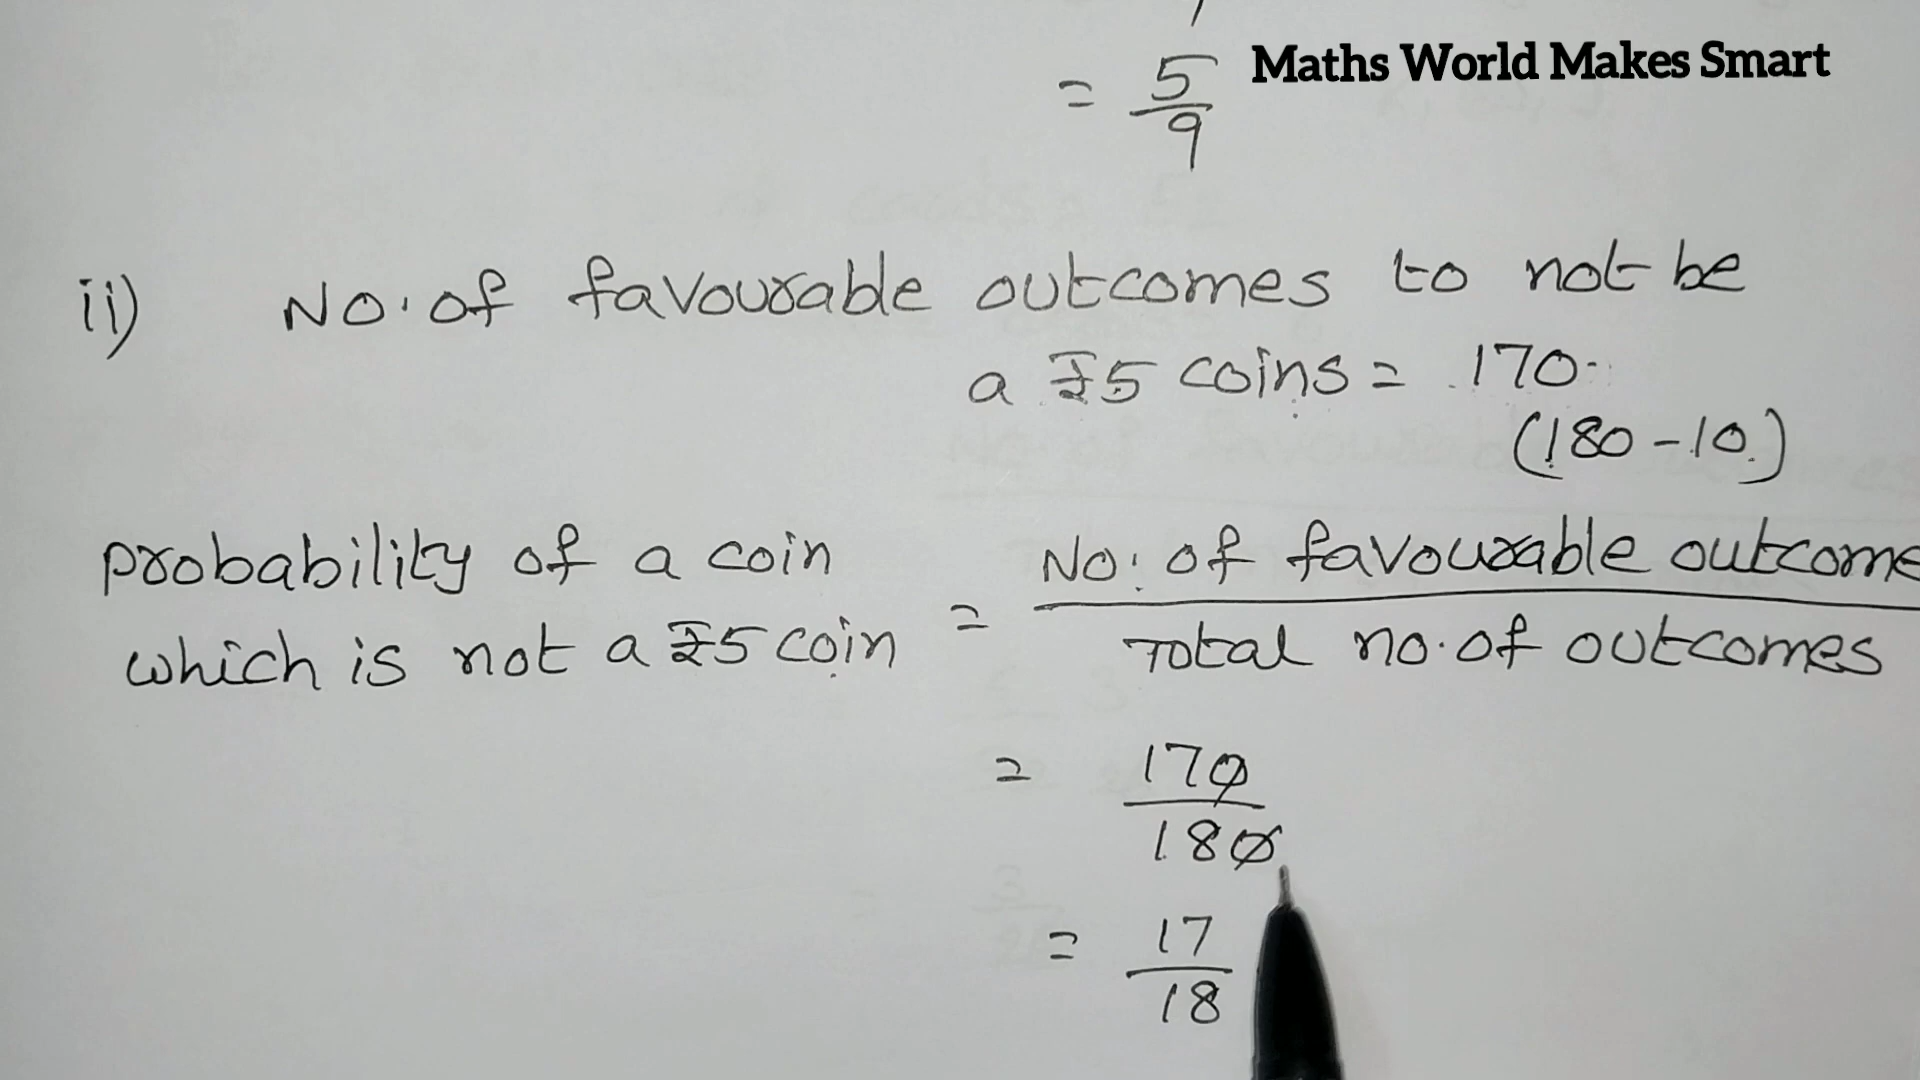 Maths World Makes Smart
= 5/9
ii) No. of favourable outcomes to not be
a ₹5 coins = 170.
(180-10)
probability of a coin
which is not a ₹5 coin
= No. of favourable outcome
Total no. of outcomes
= 170/180
= 17/18